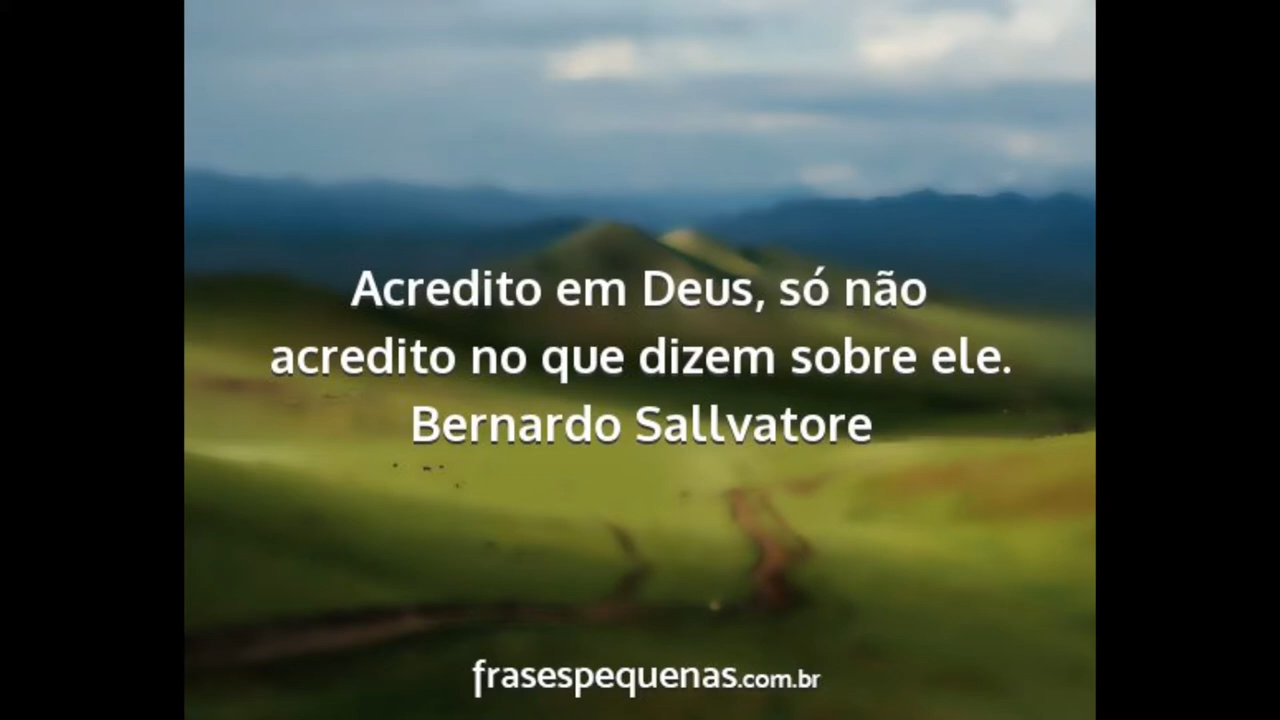 Acredito em Deus, só não
acredito no que dizem sobre ele.
Bernardo Sallvatore
frasespequenas.com.br